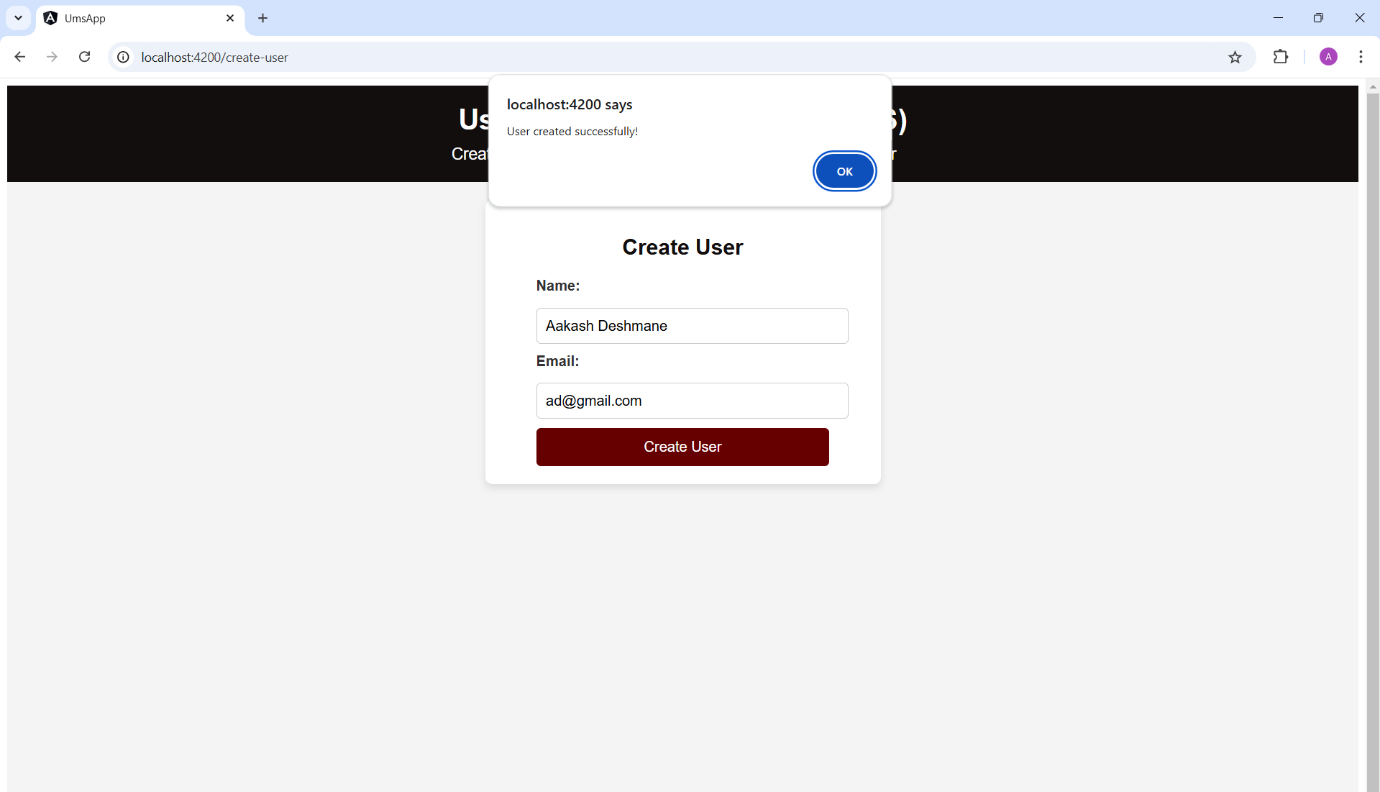 UmsApp
localhost:4200/create-user
A
localhost:4200 says
User created successfully!
OK
Create User
Name:
Aakash Deshmane
Email:
ad@gmail.com
Create User